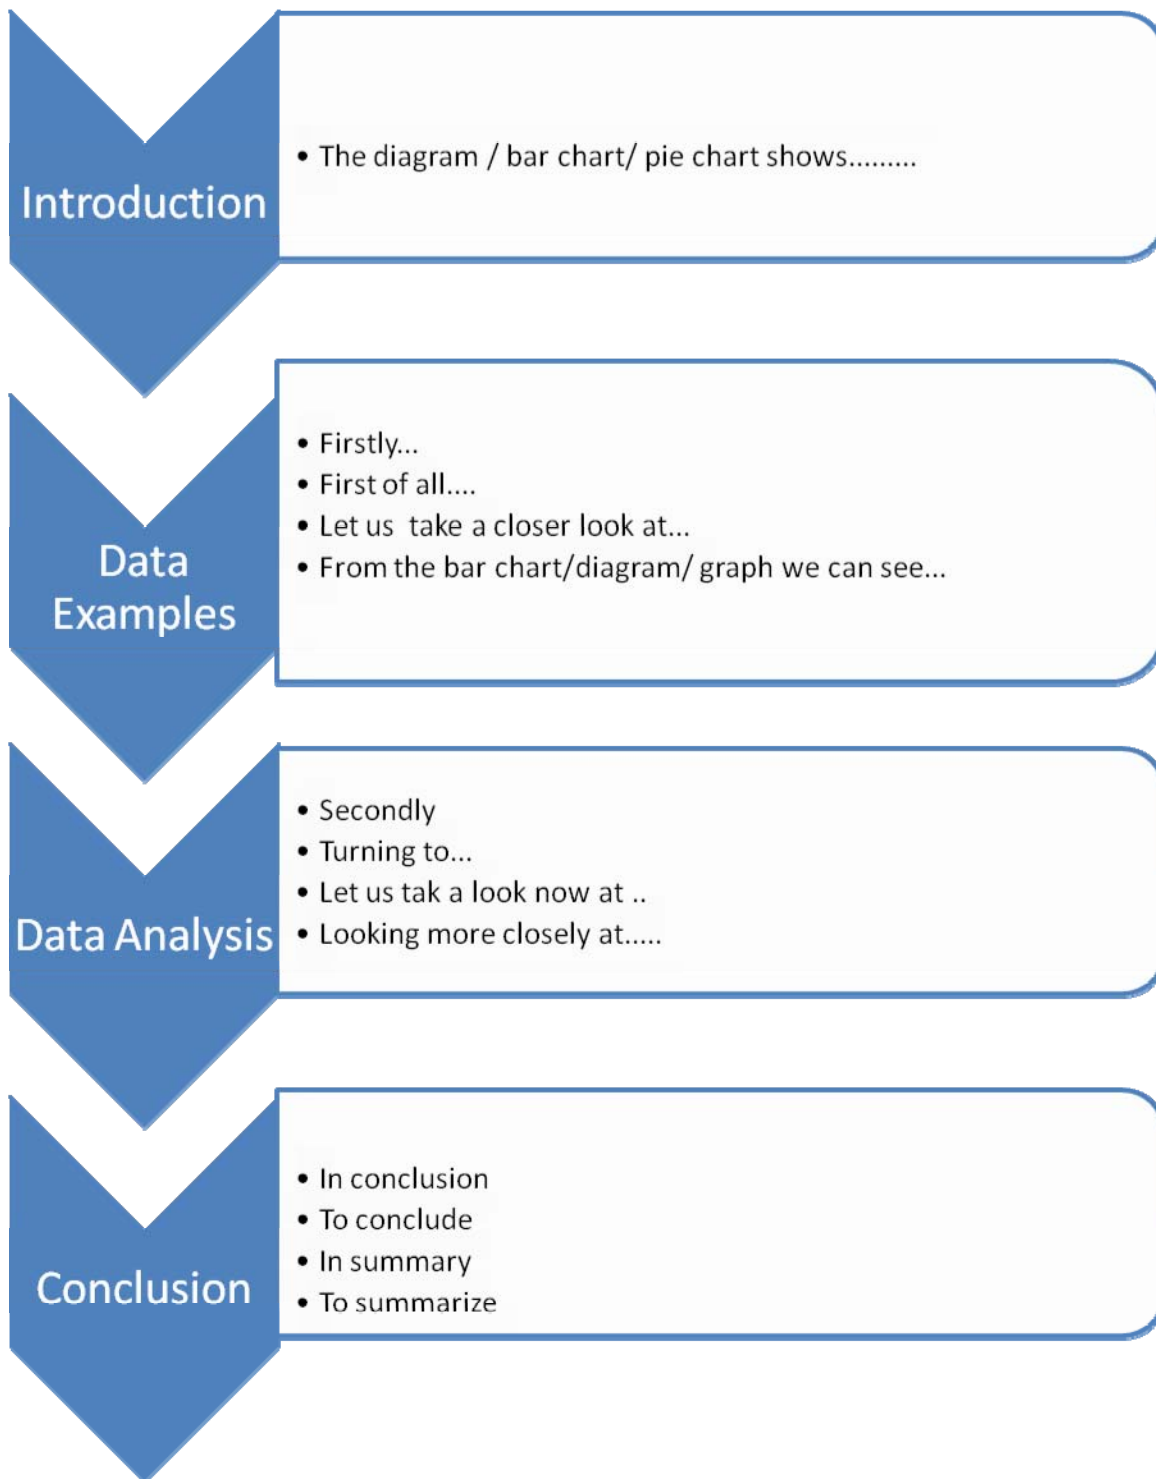 Introduction
• The diagram / bar chart/ pie chart shows.........
Data
Examples
• Firstly...
• First of all....
• Let us  take a closer look at...
• From the bar chart/diagram/ graph we can see...
Data Analysis
• Secondly
• Turning to...
• Let us tak a look now at ..
• Looking more closely at.....
Conclusion
• In conclusion
• To conclude
• In summary
• To summarize